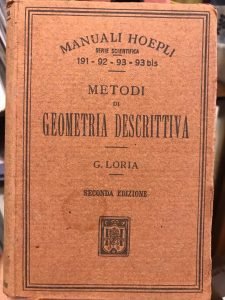 MANUALI HOEPLI
SERIE SCIENTIFICA
191 - 92 - 93 - 93 bis
METODI
DI
GEOMETRIA DESCRITTIVA
G. LORIA
SECONDA EDIZIONE